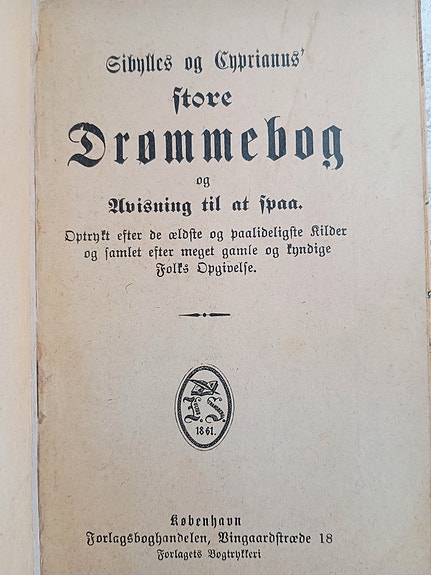 Sibylles og Cyprianus'
store
Drømmebog
og
Avisning til at spaa.
Optrykt efter de ældste og paalideligste Kilder
og samlet efter meget gamle og kyndige
Folks Opgivelse.
1861.
København
Forlagsboghandelen, Vingaardstræde 18
Forlagets Bogtrykkeri